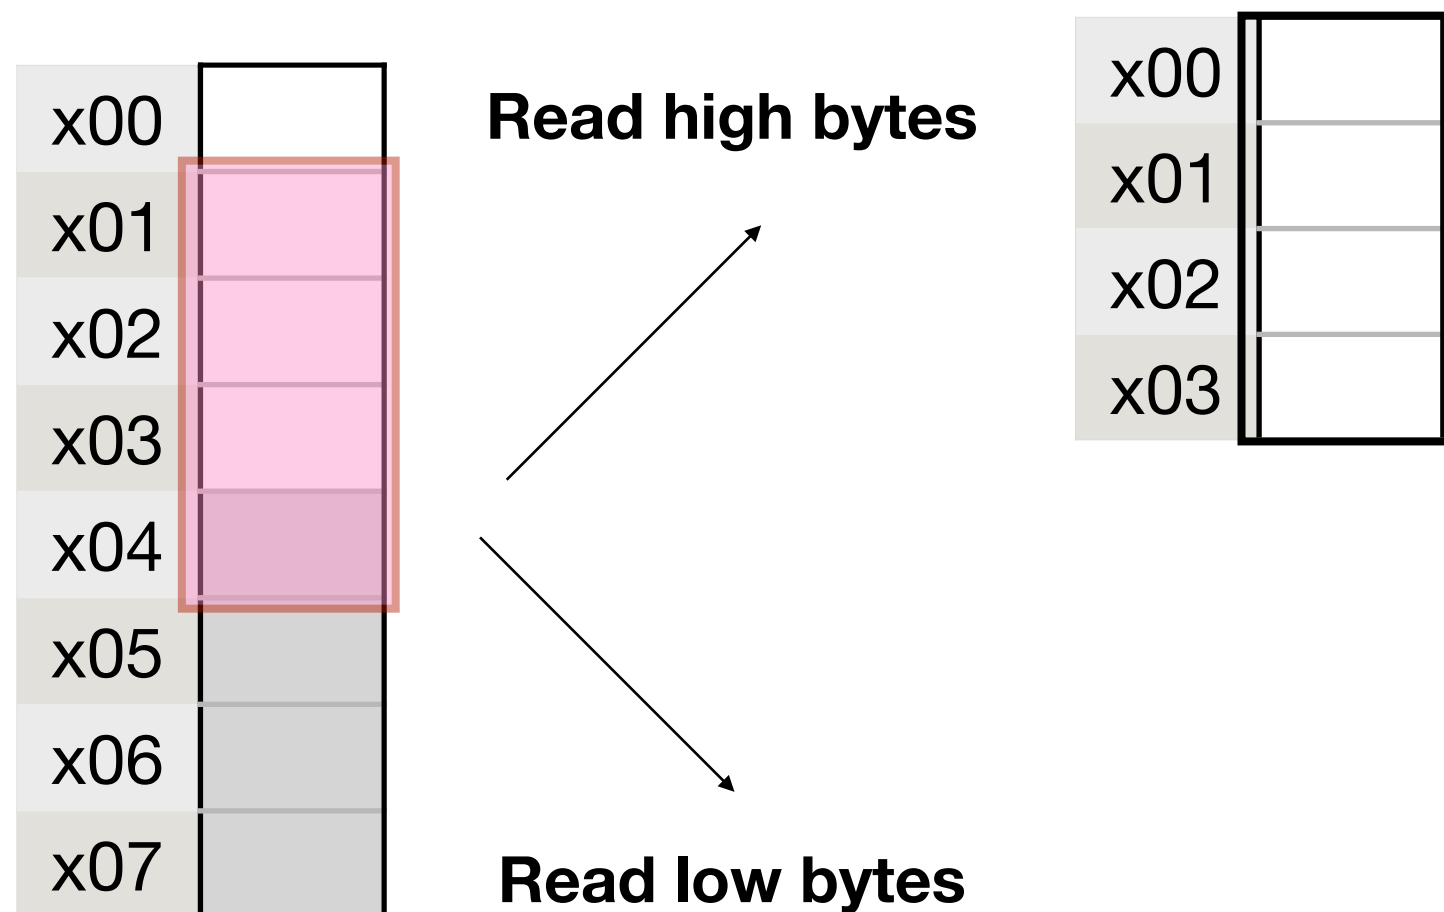 x00
x01
x02
x03
x04
x05
x06
x07
Read high bytes
Read low bytes
x00
x01
x02
x03